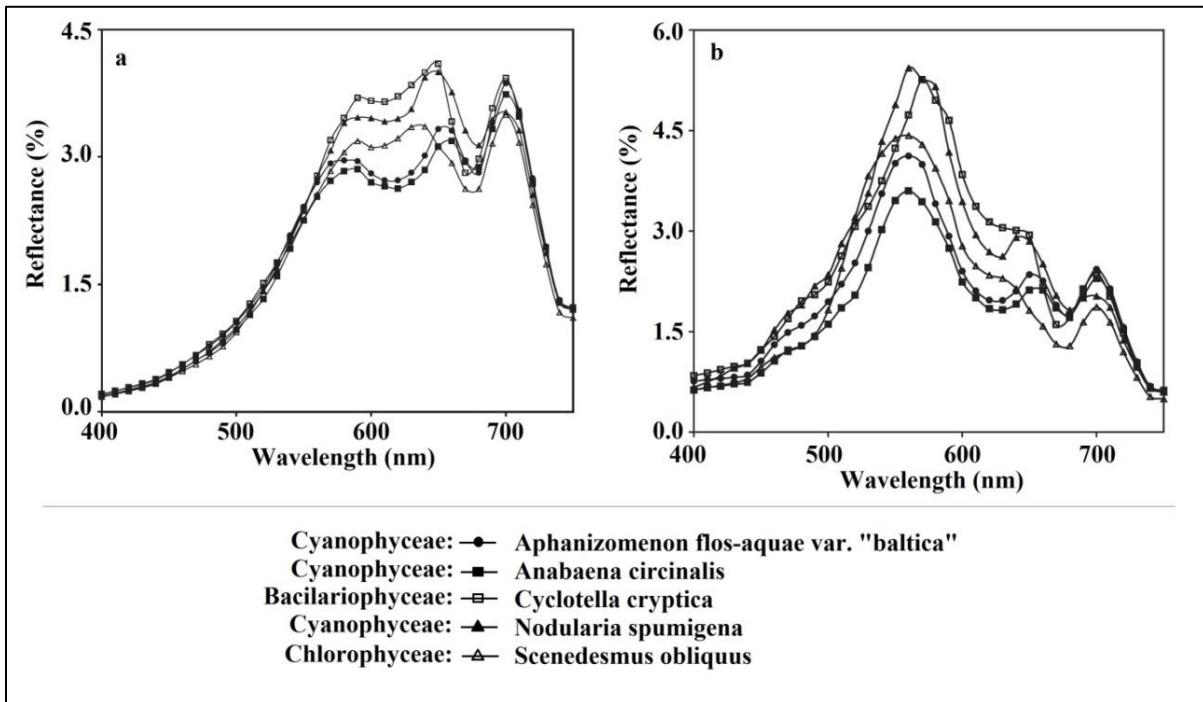 a
4.5
3.0
1.5
0.0
Reflectance (%)
400 500 600 700
Wavelength (nm)
b
6.0
4.5
3.0
1.5
0.0
Reflectance (%)
400 500 600 700
Wavelength (nm)
Cyanophyceae: Aphanizomenon flos-aquae var. "baltica"
Cyanophyceae: Anabaena circinalis
Bacilariophyceae: Cyclotella cryptica
Cyanophyceae: Nodularia spumigena
Chlorophyceae: Scenedesmus obliquus